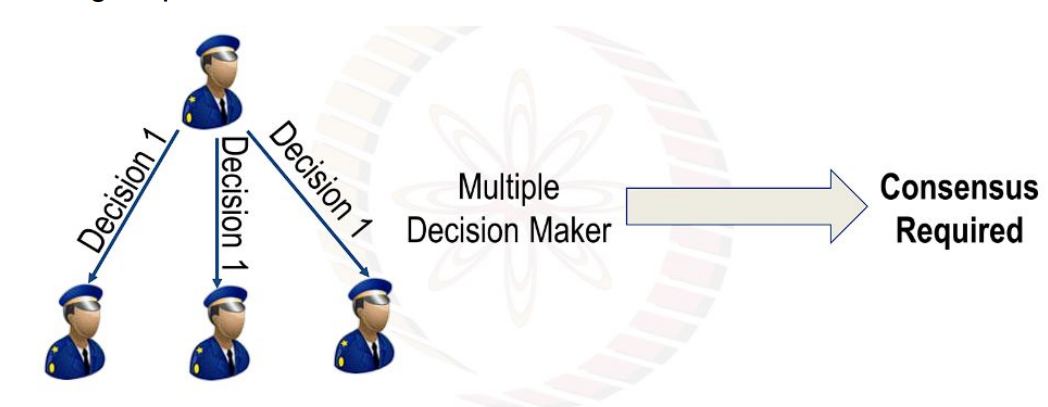 Decision 1
Decision 1
Decision 1
Multiple
Decision Maker
Consensus
Required